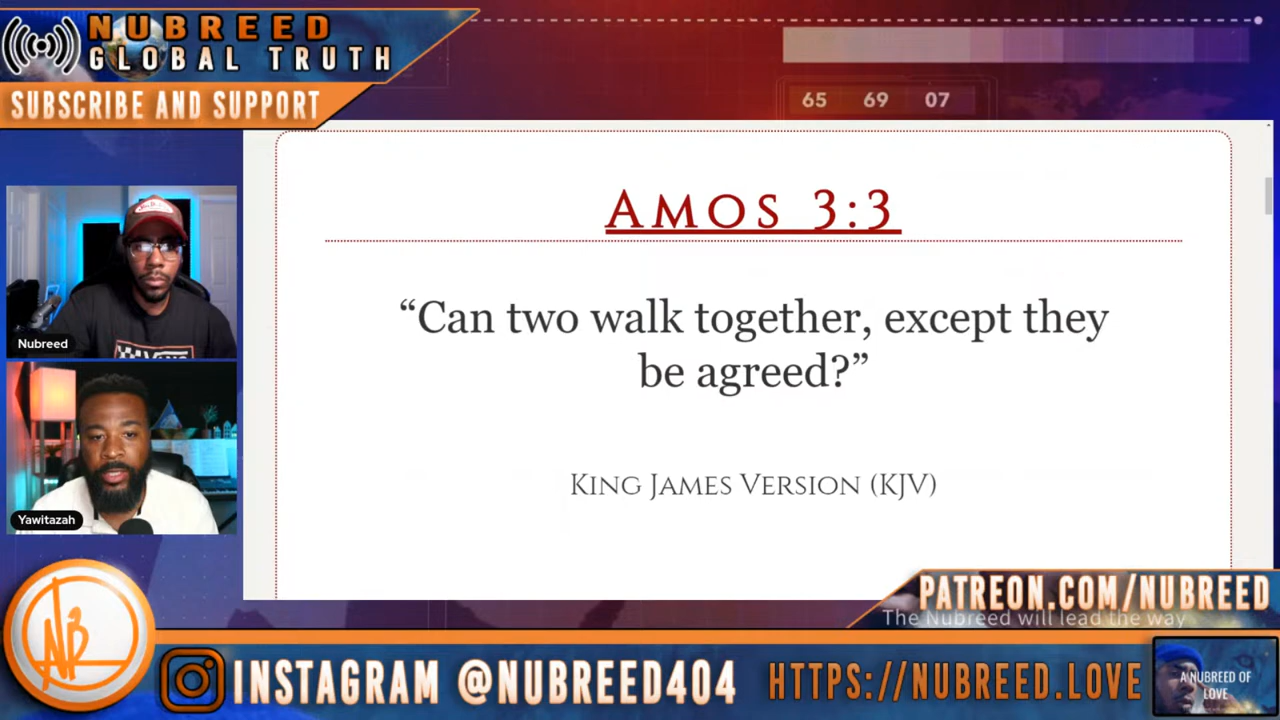 NUBREED
GLOBAL TRUTH
SUBSCRIBE AND SUPPORT
65 69 07
AMOS 3:3
“Can two walk together, except they
be agreed?”
KING JAMES VERSION (KJV)
Nubreed
Yawitazah
PATREON.COM/NUBREED
The Nubreed will lead the way
NB
INSTAGRAM @NUBREED404
HTTPS://NUBREED.LOVE
A NUBREED OF
LOVE